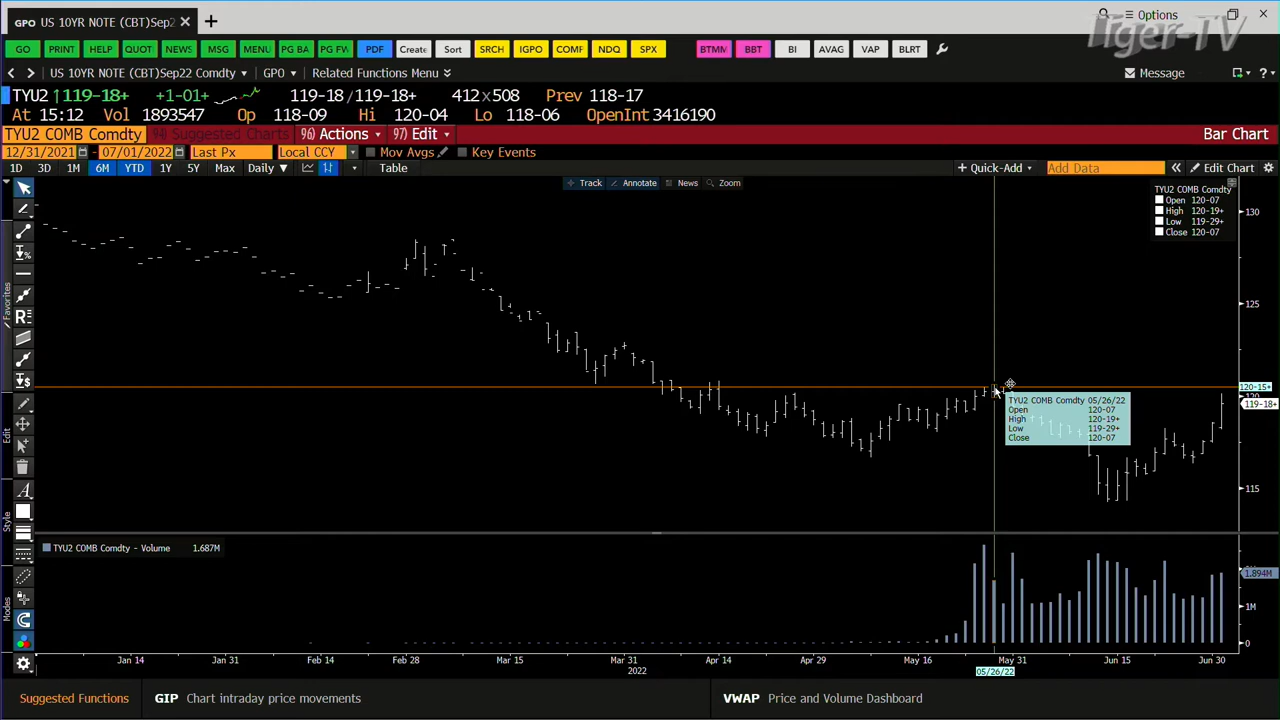 GPO US 10YR NOTE (CBT)Sep2
Options
Tiger-TV
GO PRINT HELP QUOT NEWS MSG MENU PG BA PG FW PDF Create Sort SRCH IGPO COMF NDQ SPX BTMM BBT BI AVAG VAP BLRT
US 10YR NOTE (CBT)Sep22 Comdty GPO Related Functions Menu Message ?
TYU2 ↑119-18+ +1-01+ 119-18 /119-18+ 412x508 Prev 118-17
At 15:12 Vol 1893547 Op 118-09 Hi 120-04 Lo 118-06 OpenInt 3416190
TYU2 COMB Comdty 94) Suggested Charts 96) Actions 97) Edit Bar Chart
12/31/2021 - 07/01/2022 Last Px Local CCY Mov Avgs Key Events
1D 3D 1M 6M YTD 1Y 5Y Max Daily Table + Quick-Add Add Data Edit Chart
Track Annotate News Zoom
TYU2 COMB Comdty
Open 120-07
High 120-19+
Low 119-29+
Close 120-07
130
125
120-15+
120
119-18+
115
TYU2 COMB Comdty 05/26/22
Open 120-07
High 120-19+
Low 119-29+
Close 120-07
Favorites
Edit
Style
Modes
TYU2 COMB Comdty - Volume 1.687M
1.894M
1M
0
Jan 14 Jan 31 Feb 14 Feb 28 Mar 15 Mar 31 Apr 14 Apr 29 May 16 May 31 Jun 15 Jun 30
2022
05/26/22
Suggested Functions GIP Chart intraday price movements VWAP Price and Volume Dashboard